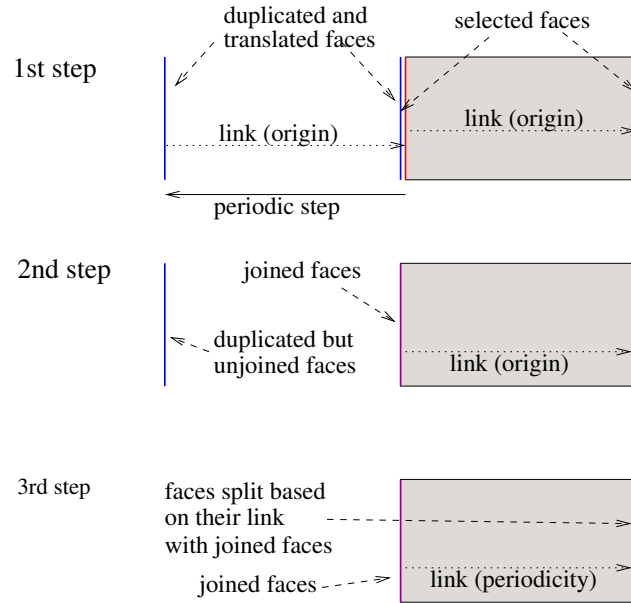 duplicated and
translated faces
selected faces
1st step
link (origin)
link (origin)
periodic step
2nd step
joined faces
duplicated but
unjoined faces
link (origin)
3rd step
faces split based
on their link
with joined faces
joined faces
link (periodicity)